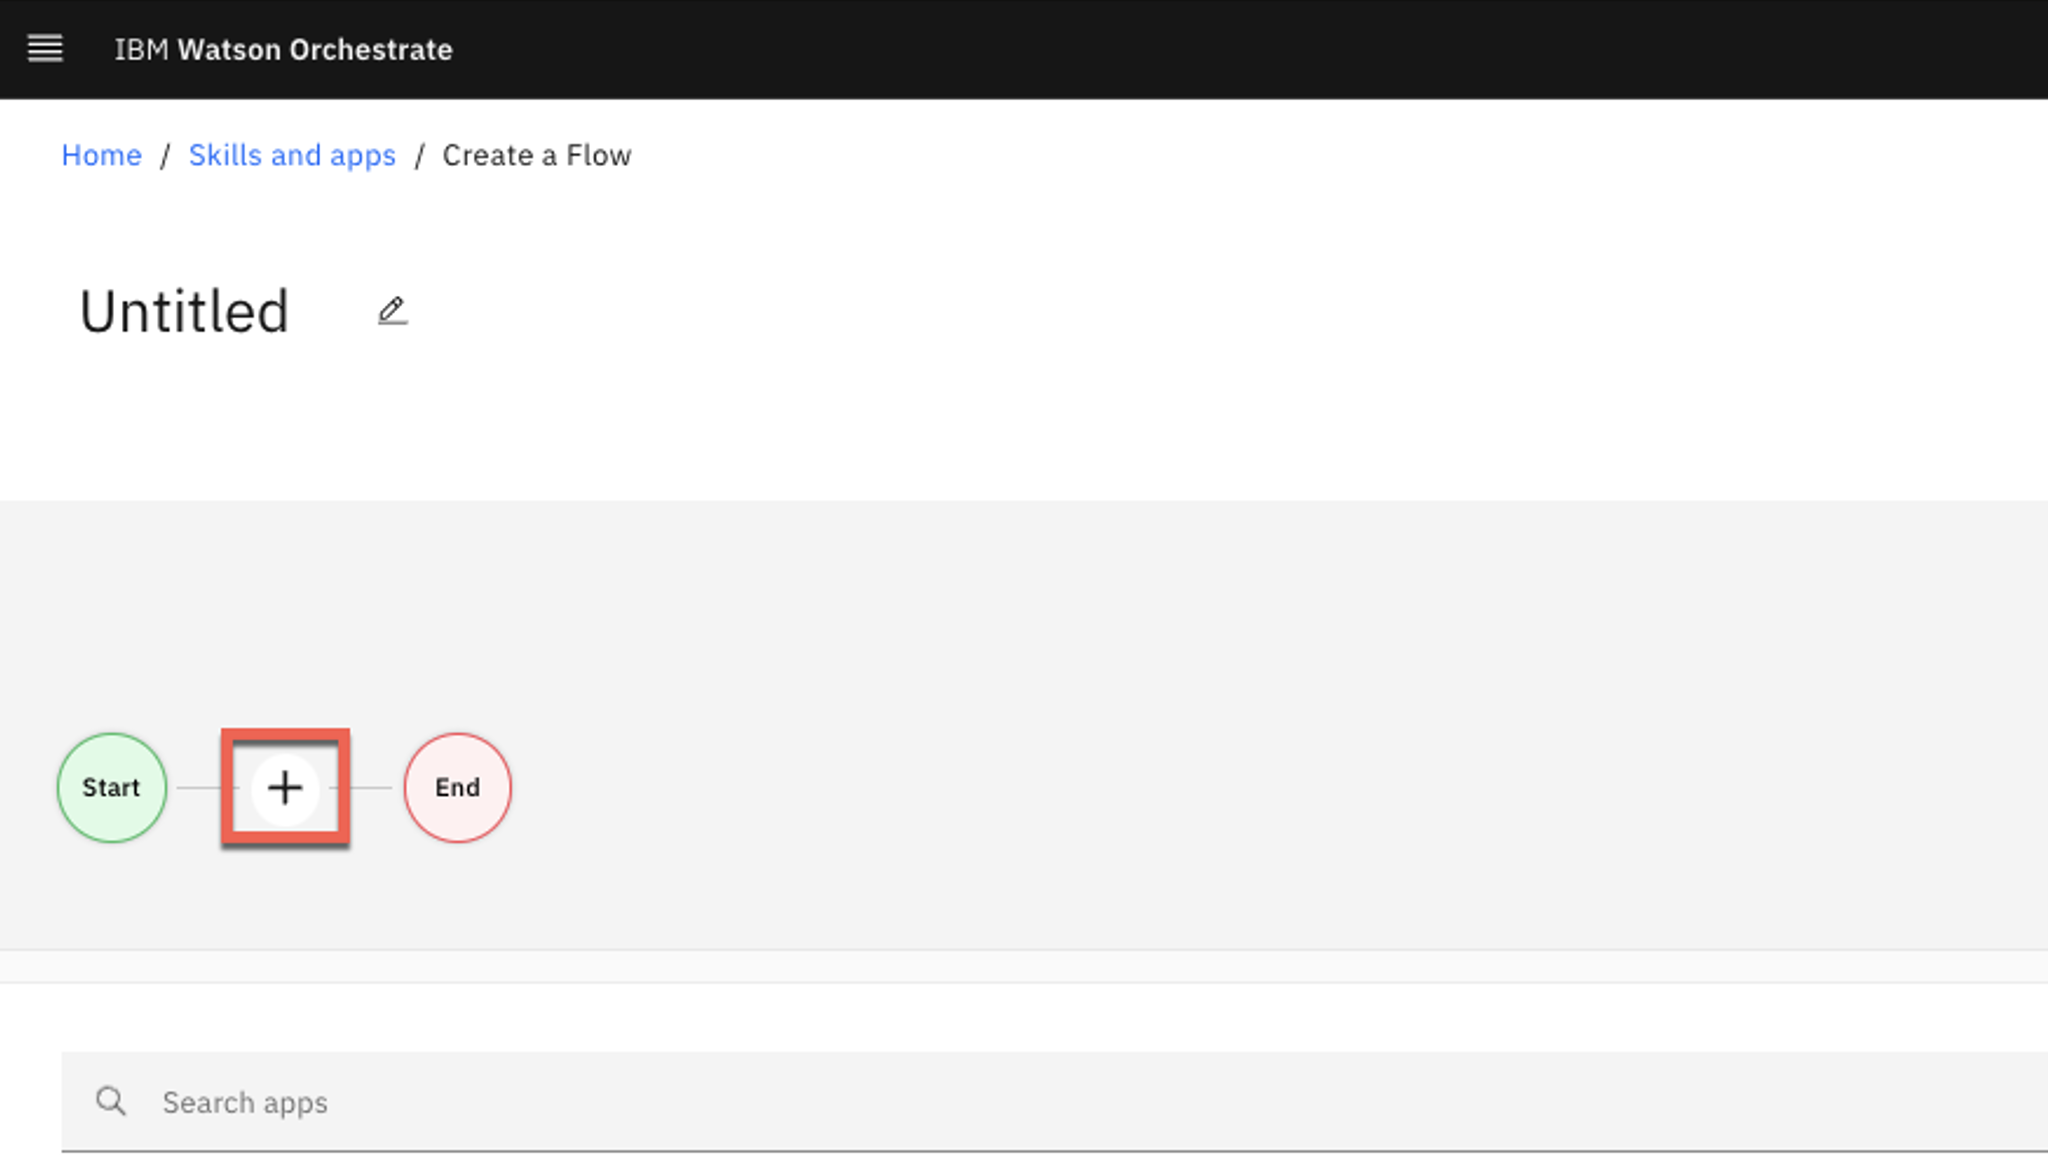 IBM Watson Orchestrate
Home / Skills and apps / Create a Flow
Untitled
Start + End
Search apps